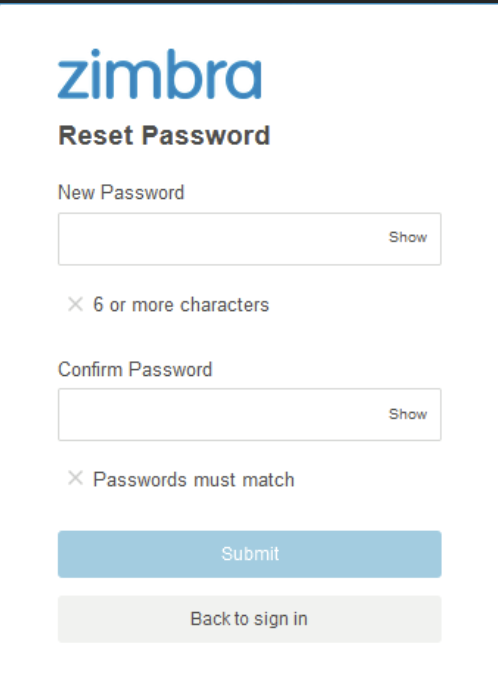 zimbra
Reset Password
New Password
Show
× 6 or more characters
Confirm Password
Show
× Passwords must match
Submit
Back to sign in